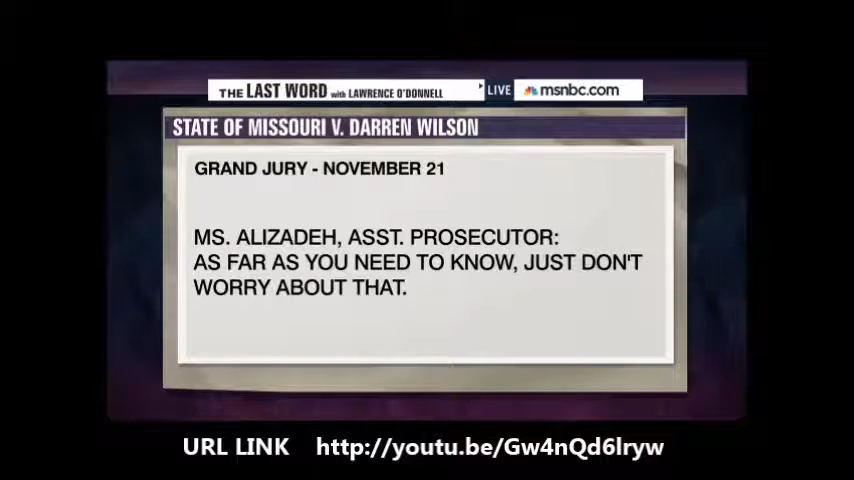 THE LAST WORD with LAWRENCE O'DONNELL LIVE msnbc.com
STATE OF MISSOURI V. DARREN WILSON
GRAND JURY - NOVEMBER 21
MS. ALIZADEH, ASST. PROSECUTOR:
AS FAR AS YOU NEED TO KNOW, JUST DON'T
WORRY ABOUT THAT.
URL LINK http://youtu.be/Gw4nQd6lryw